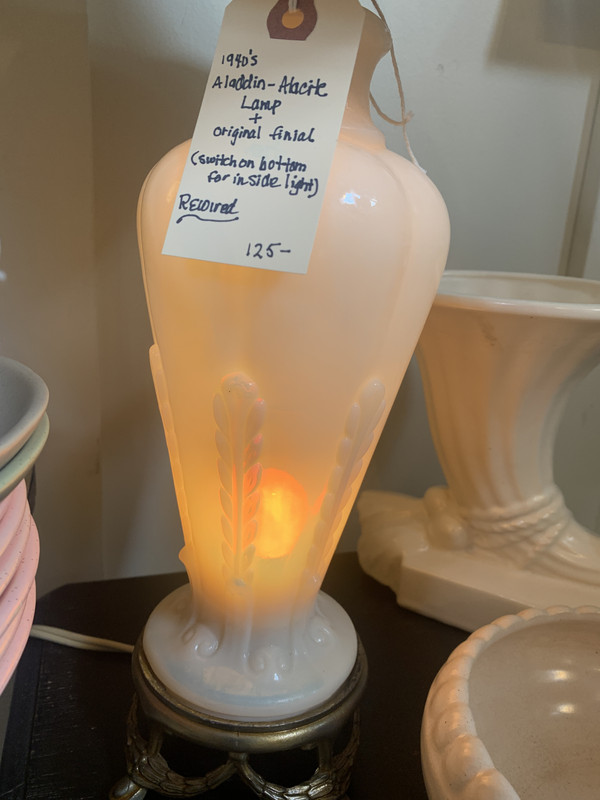 1940's
Aladdin-Alacite
Lamp
+
original finial
(switch on bottom
for inside light)
Rewired
125-